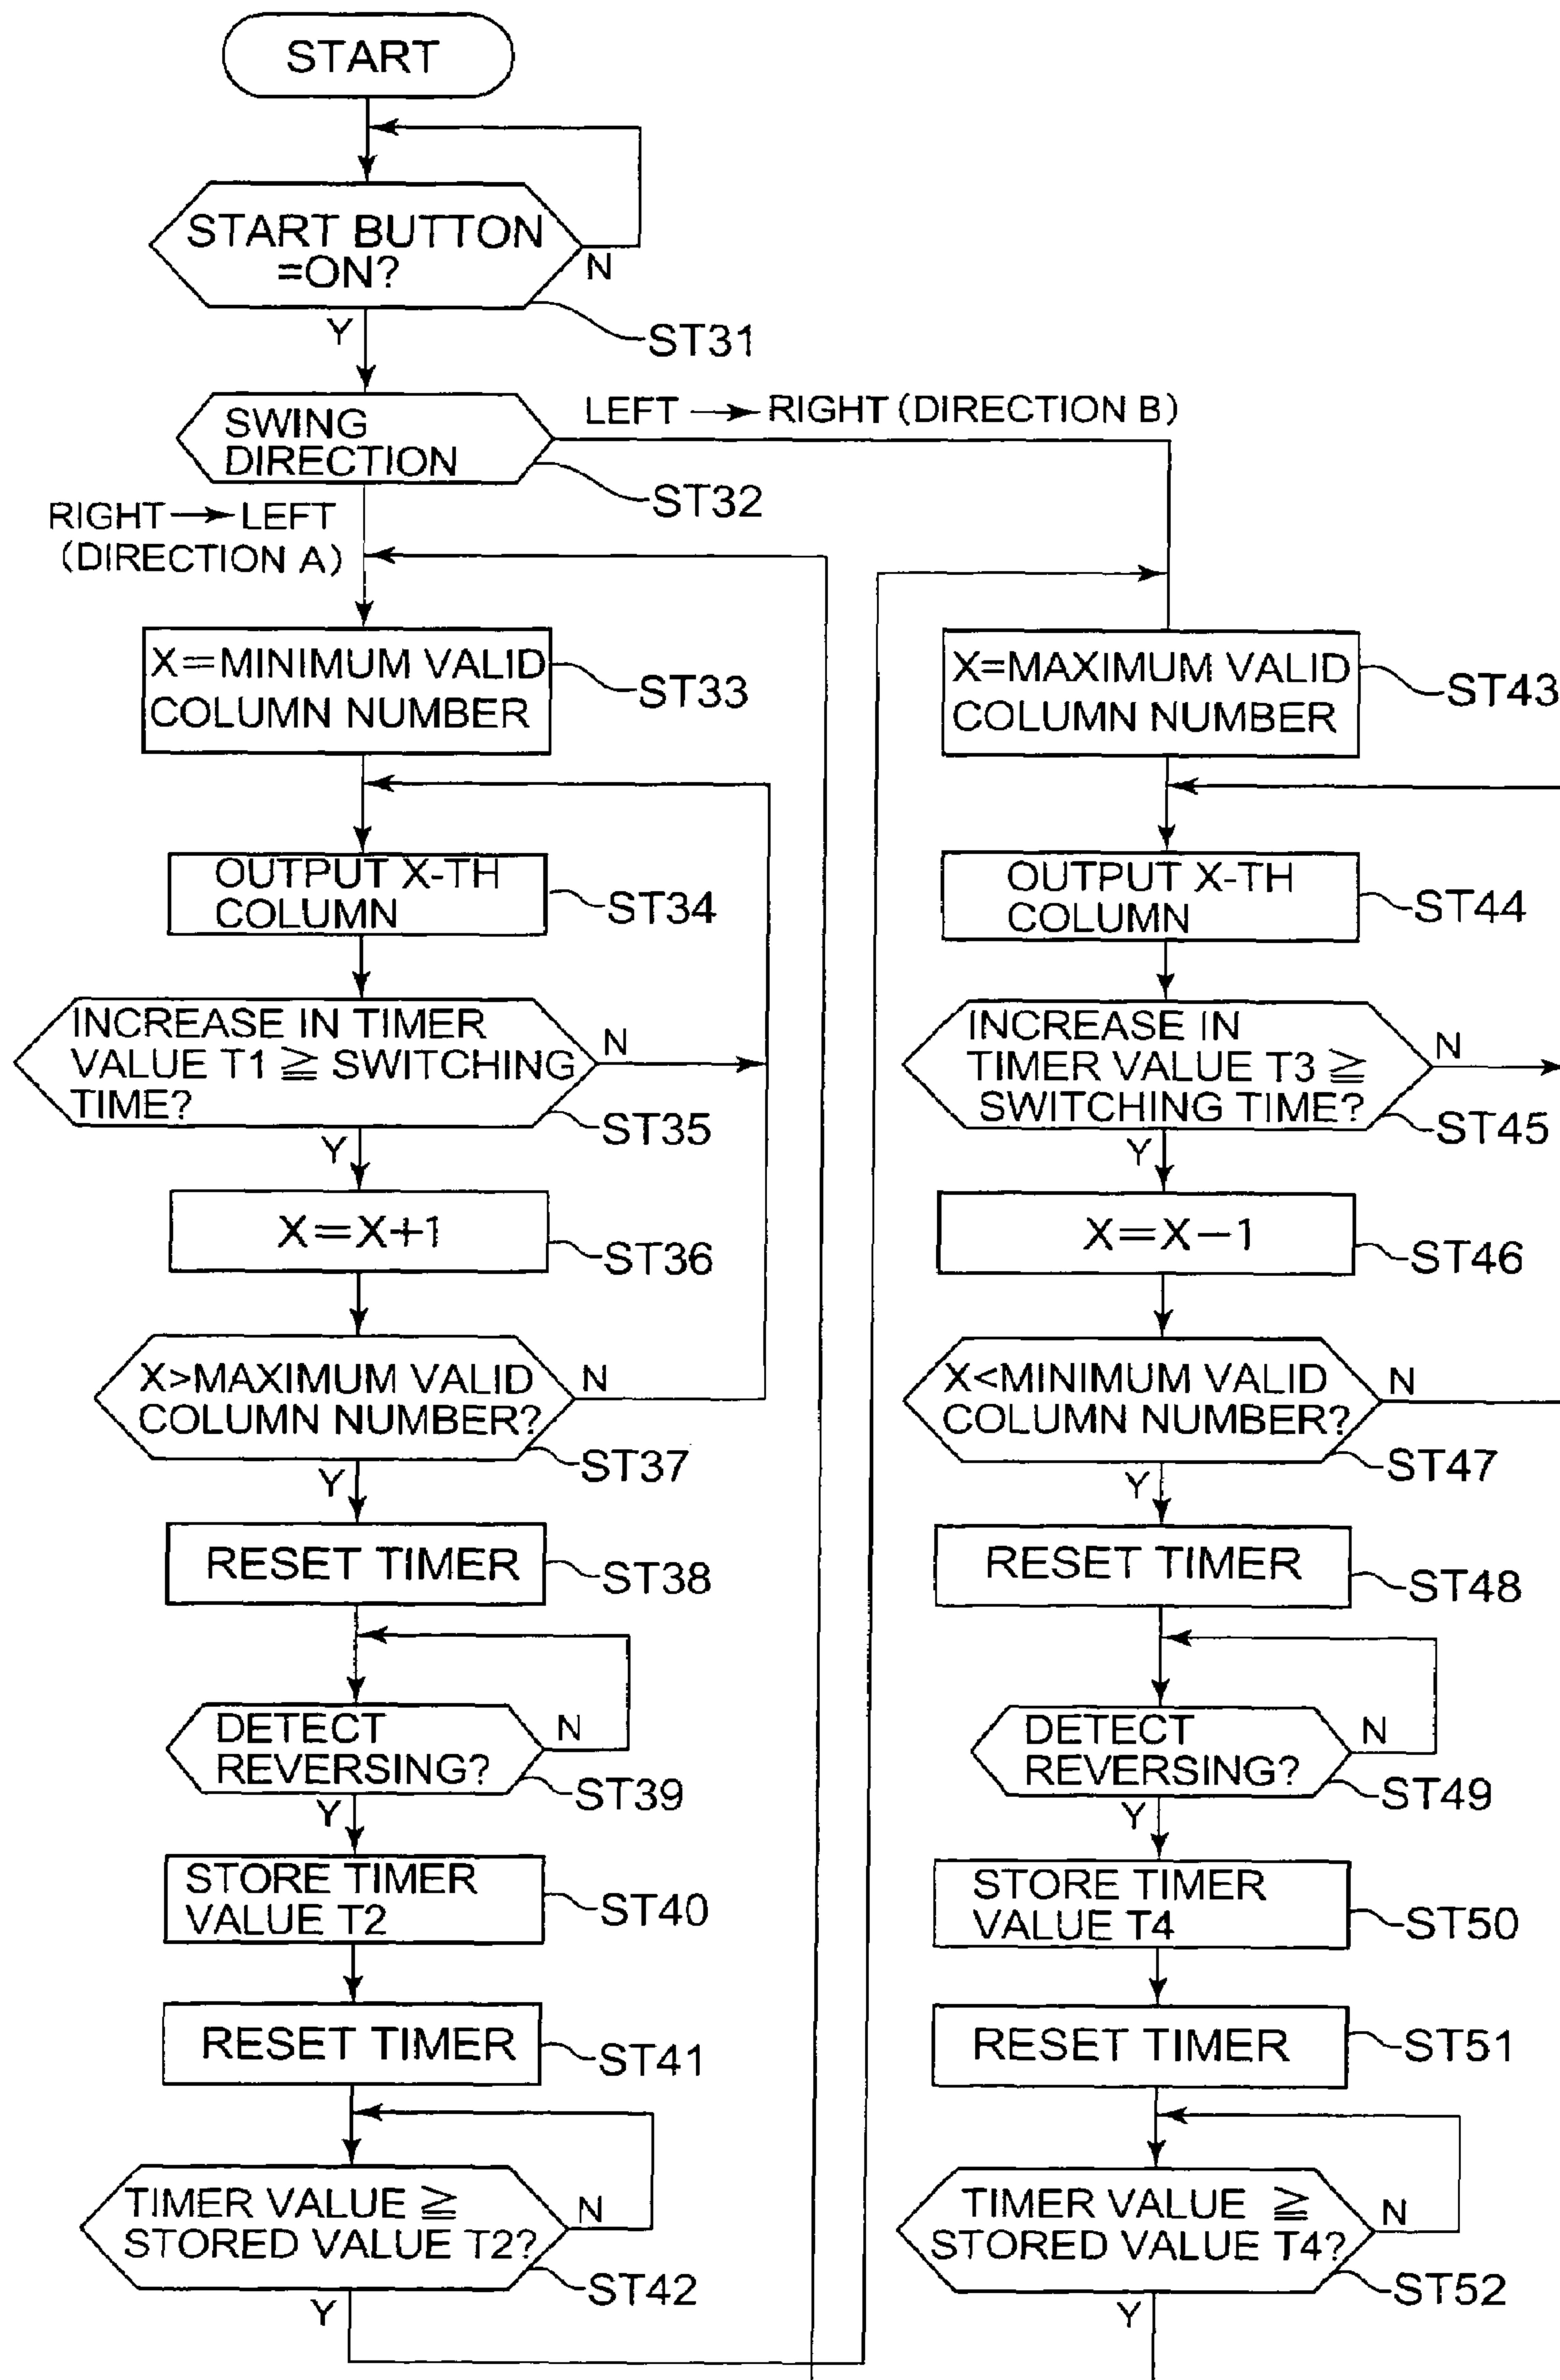 START
START BUTTON
=ON?
N
Y
ST31
SWING
DIRECTION
ST32
LEFT → RIGHT (DIRECTION B)
RIGHT → LEFT
(DIRECTION A)
X=MINIMUM VALID
COLUMN NUMBER
ST33
OUTPUT X-TH
COLUMN
ST34
INCREASE IN TIMER
VALUE T1 ≧ SWITCHING
TIME?
N
Y
ST35
X=X+1
ST36
X>MAXIMUM VALID
COLUMN NUMBER?
N
Y
ST37
RESET TIMER
ST38
DETECT
REVERSING?
N
Y
ST39
STORE TIMER
VALUE T2
ST40
RESET TIMER
ST41
TIMER VALUE ≧
STORED VALUE T2?
N
Y
ST42
X=MAXIMUM VALID
COLUMN NUMBER
ST43
OUTPUT X-TH
COLUMN
ST44
INCREASE IN
TIMER VALUE T3 ≧
SWITCHING TIME?
N
Y
ST45
X=X−1
ST46
X<MINIMUM VALID
COLUMN NUMBER?
N
Y
ST47
RESET TIMER
ST48
DETECT
REVERSING?
N
Y
ST49
STORE TIMER
VALUE T4
ST50
RESET TIMER
ST51
TIMER VALUE ≧
STORED VALUE T4?
N
Y
ST52